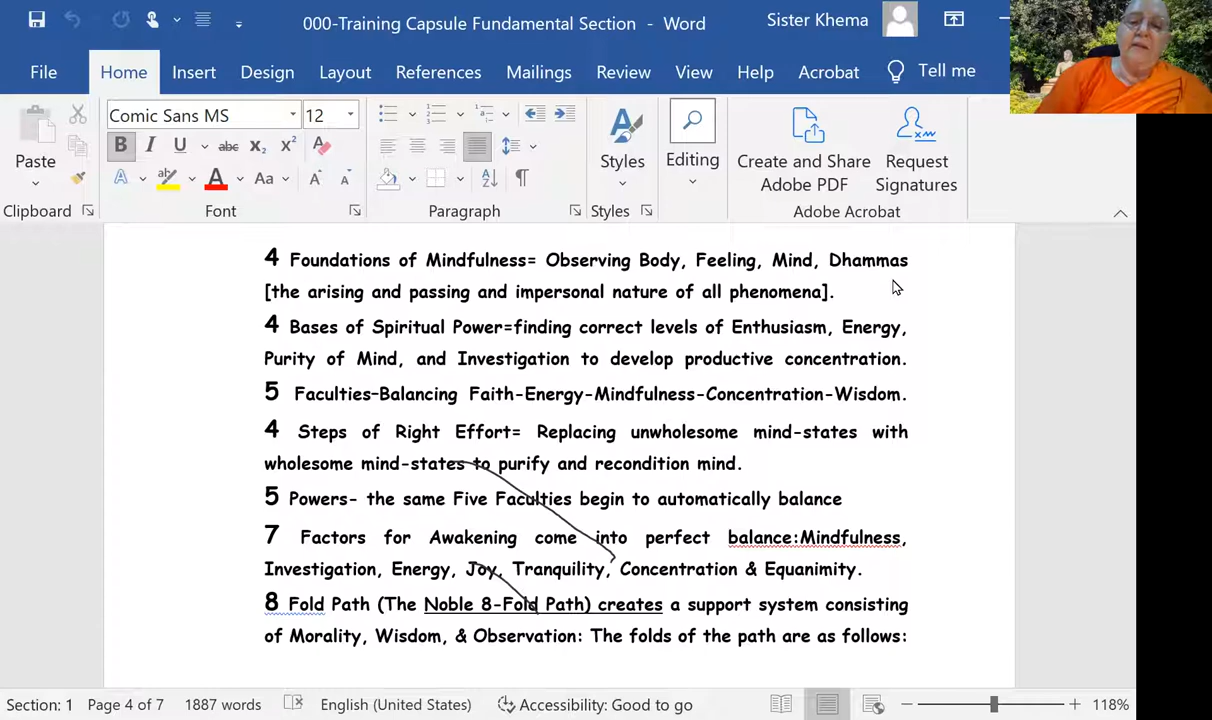 000-Training Capsule Fundamental Section - Word
Sister Khema
File Home Insert Design Layout References Mailings Review View Help Acrobat Tell me
Comic Sans MS 12
Paste
B I U abc x₂ x² A
A ab A Aa A A
Styles
Editing
Create and Share Adobe PDF
Request Signatures
Clipboard Font Paragraph Styles Adobe Acrobat
4 Foundations of Mindfulness= Observing Body, Feeling, Mind, Dhammas
[the arising and passing and impersonal nature of all phenomena].
4 Bases of Spiritual Power=finding correct levels of Enthusiasm, Energy,
Purity of Mind, and Investigation to develop productive concentration.
5 Faculties-Balancing Faith-Energy-Mindfulness-Concentration-Wisdom.
4 Steps of Right Effort= Replacing unwholesome mind-states with
wholesome mind-states to purify and recondition mind.
5 Powers- the same Five Faculties begin to automatically balance
7 Factors for Awakening come into perfect balance:Mindfulness,
Investigation, Energy, Joy, Tranquility, Concentration & Equanimity.
8 Fold Path (The Noble 8-Fold Path) creates a support system consisting
of Morality, Wisdom, & Observation: The folds of the path are as follows:
Section: 1 Page 4 of 7 1887 words English (United States) Accessibility: Good to go 118%